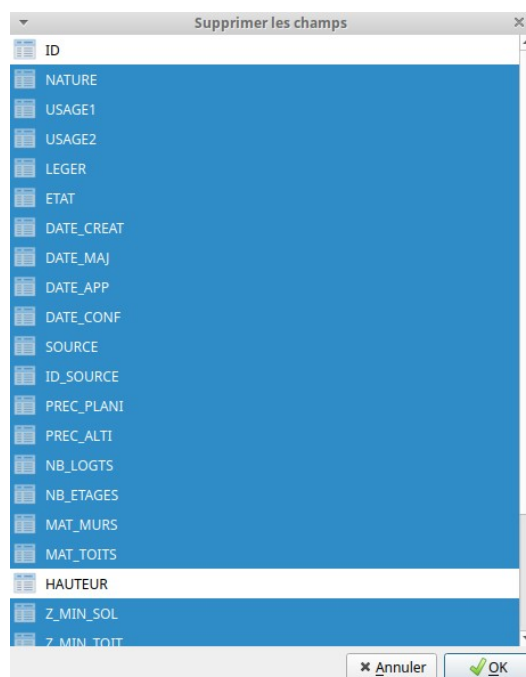 Supprimer les champs
ID
NATURE
USAGE1
USAGE2
LEGER
ETAT
DATE_CREAT
DATE_MAJ
DATE_APP
DATE_CONF
SOURCE
ID_SOURCE
PREC_PLANI
PREC_ALTI
NB_LOGTS
NB_ETAGES
MAT_MURS
MAT_TOITS
HAUTEUR
Z_MIN_SOL
Z_MIN_TOIT
Annuler OK